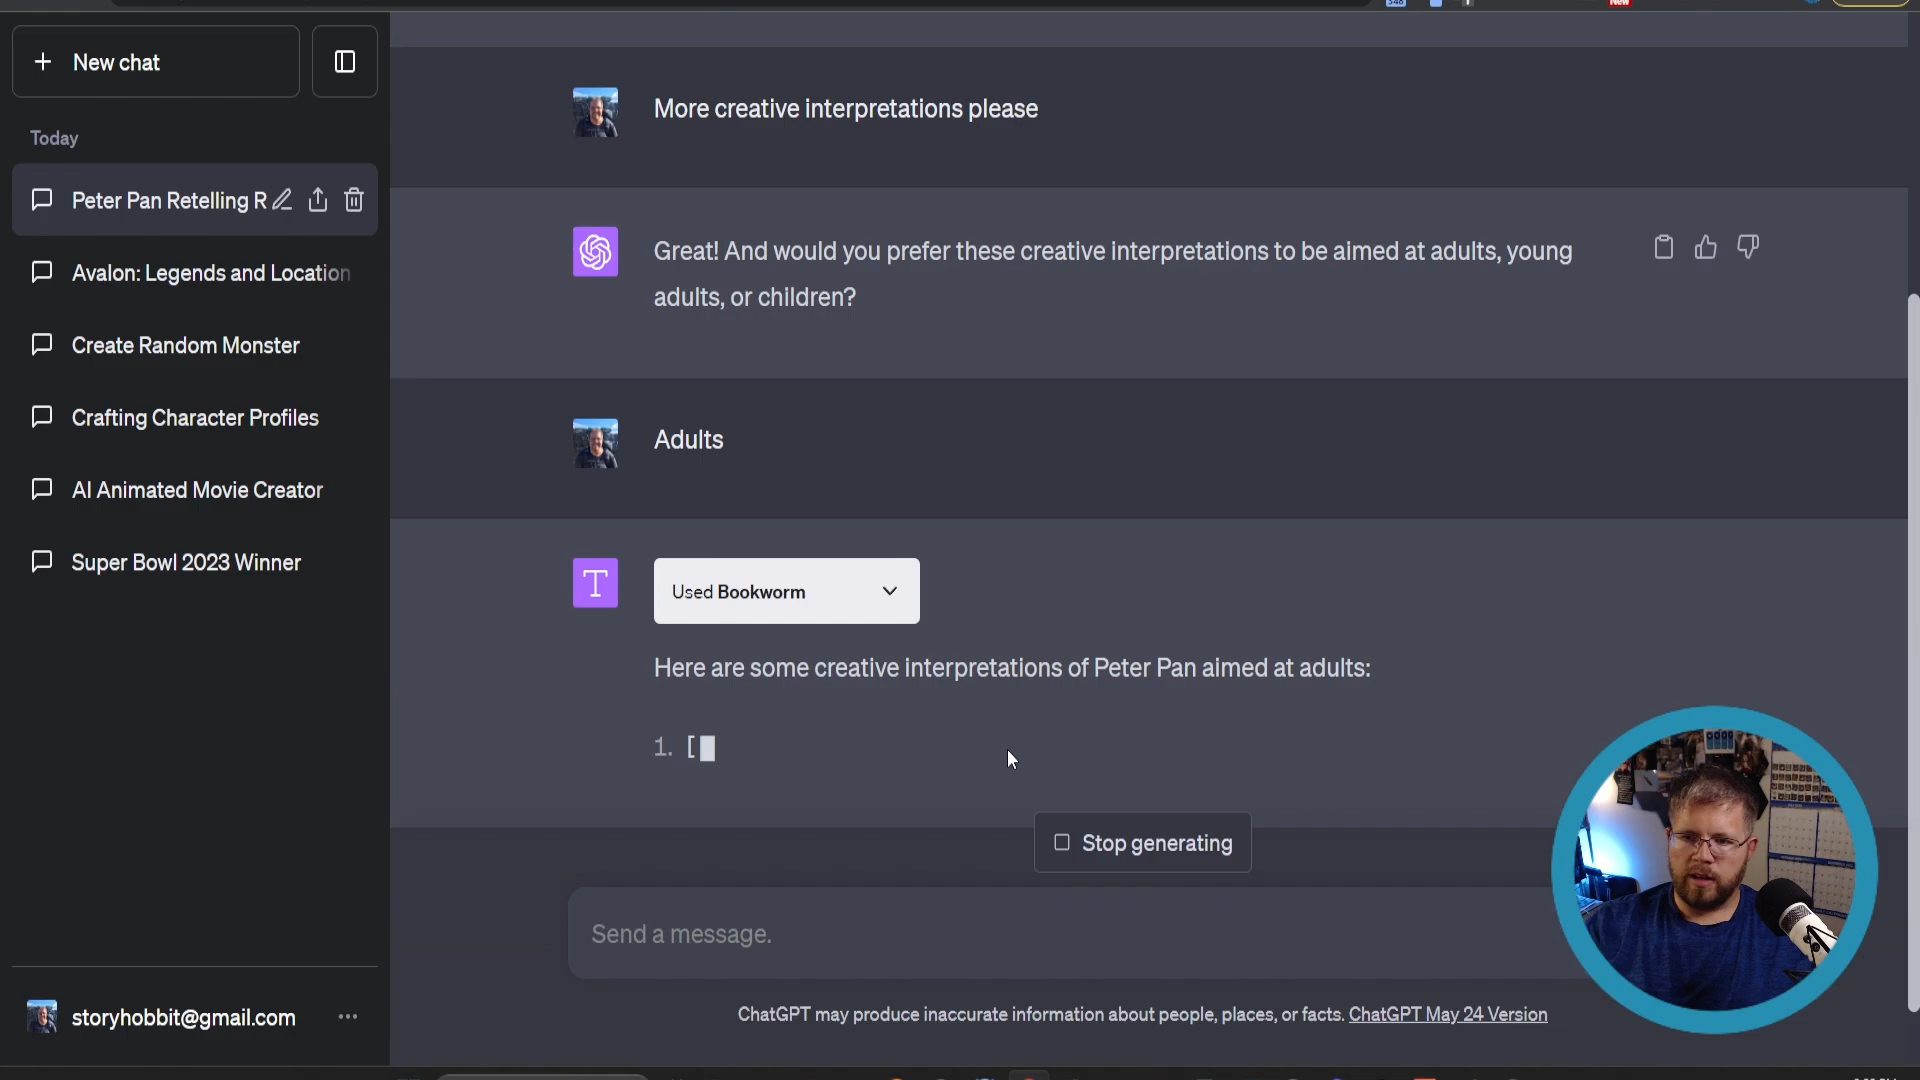 New
New chat
Today
Peter Pan Retelling R
Avalon: Legends and Location
Create Random Monster
Crafting Character Profiles
AI Animated Movie Creator
Super Bowl 2023 Winner
storyhobbit@gmail.com
More creative interpretations please
Great! And would you prefer these creative interpretations to be aimed at adults, young
adults, or children?
Adults
T
Used Bookworm
Here are some creative interpretations of Peter Pan aimed at adults:
1. [
Stop generating
Send a message.
ChatGPT may produce inaccurate information about people, places, or facts. ChatGPT May 24 Version